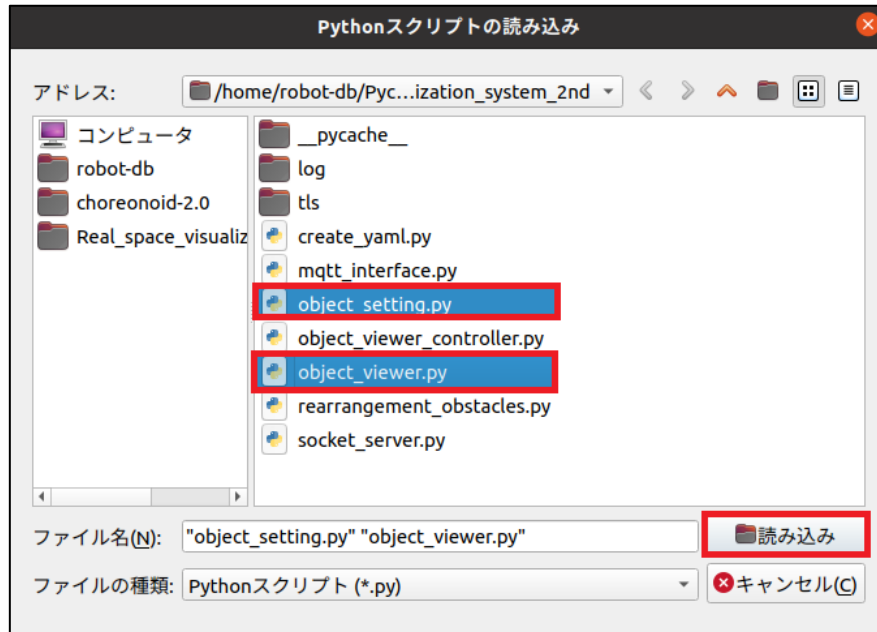 Pythonスクリプトの読み込み
アドレス: /home/robot-db/Pyc...ization_system_2nd
コンピュータ
robot-db
choreonoid-2.0
Real_space_visualiz
__pycache__
log
tls
create_yaml.py
mqtt_interface.py
object_setting.py
object_viewer_controller.py
object_viewer.py
rearrangement_obstacles.py
socket_server.py
ファイル名(N): "object_setting.py" "object_viewer.py" 読み込み
ファイルの種類: Pythonスクリプト (*.py) キャンセル(C)